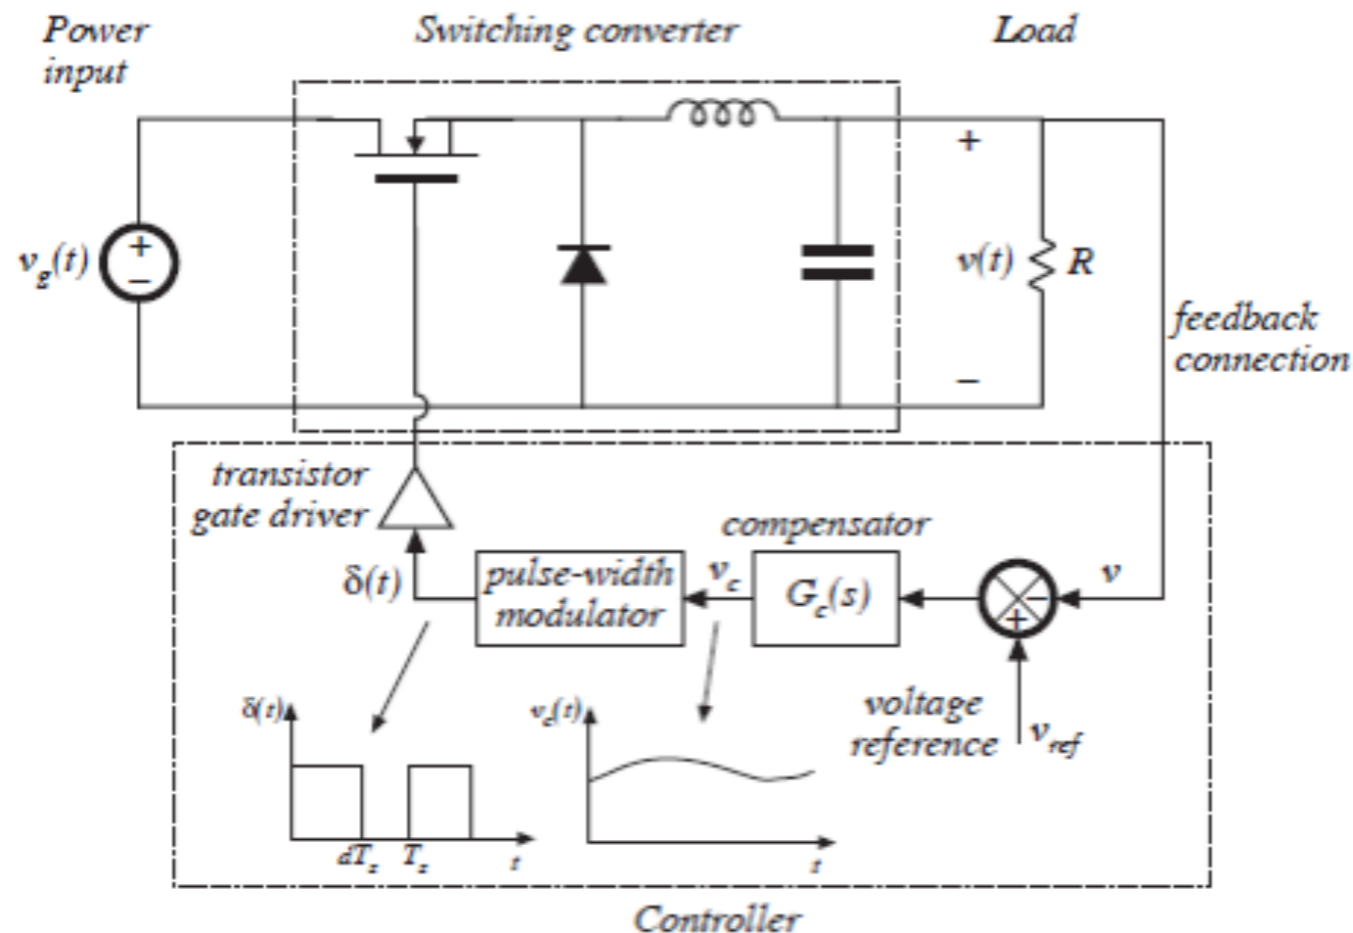 Power
input
Switching converter
Load
+
v_g(t)
+
−
v(t)
R
−
feedback
connection
transistor
gate driver
compensator
δ(t)
pulse-width
modulator
v_c
G_c(s)
−
+
v
voltage
reference
v_ref
δ(t)
dT_s
T_s
t
v_c(t)
t
Controller